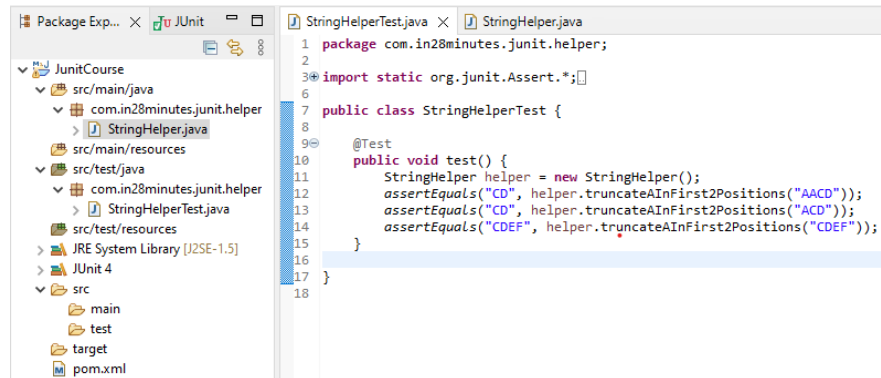 Package Exp...
JUnit
JunitCourse
src/main/java
com.in28minutes.junit.helper
StringHelper.java
src/main/resources
src/test/java
com.in28minutes.junit.helper
StringHelperTest.java
src/test/resources
JRE System Library [J2SE-1.5]
JUnit 4
src
main
test
target
pom.xml
StringHelperTest.java
StringHelper.java
1 package com.in28minutes.junit.helper;
2
3 import static org.junit.Assert.*;
6
7 public class StringHelperTest {
8
9 @Test
10 public void test() {
11 StringHelper helper = new StringHelper();
12 assertEquals("CD", helper.truncateAInFirst2Positions("AACD"));
13 assertEquals("CD", helper.truncateAInFirst2Positions("ACD"));
14 assertEquals("CDEF", helper.truncateAInFirst2Positions("CDEF"));
15 }
16
17 }
18